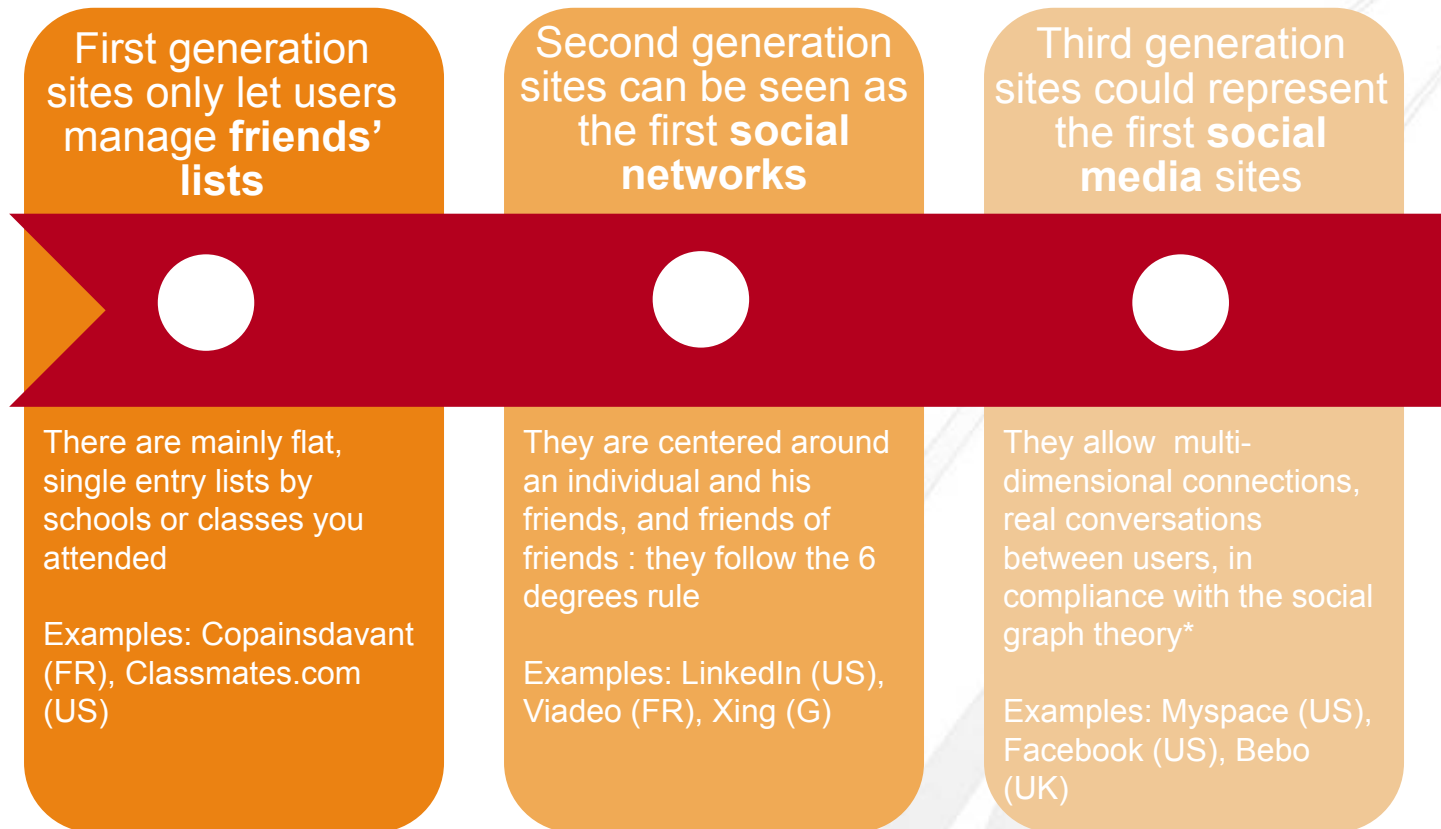 First generation
sites only let users
manage friends’
lists
There are mainly flat,
single entry lists by
schools or classes you
attended
Examples: Copainsdavant
(FR), Classmates.com
(US)
Second generation
sites can be seen as
the first social
networks
They are centered around
an individual and his
friends, and friends of
friends : they follow the 6
degrees rule
Examples: LinkedIn (US),
Viadeo (FR), Xing (G)
Third generation
sites could represent
the first social
media sites
They allow  multi-
dimensional connections,
real conversations
between users, in
compliance with the social
graph theory*
Examples: Myspace (US),
Facebook (US), Bebo
(UK)